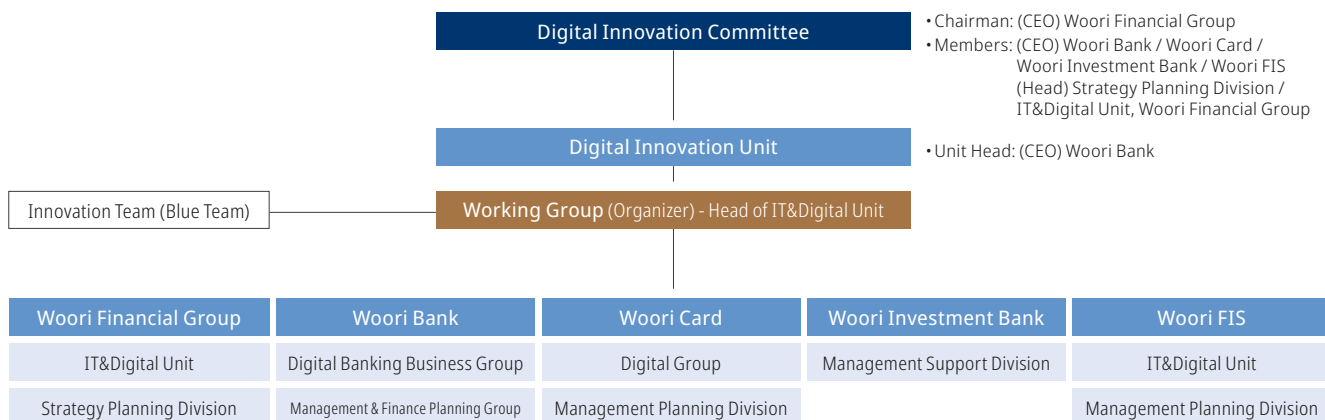 Digital Innovation Committee
• Chairman: (CEO) Woori Financial Group
• Members: (CEO) Woori Bank / Woori Card /
Woori Investment Bank / Woori FIS
(Head) Strategy Planning Division /
IT&Digital Unit, Woori Financial Group
Digital Innovation Unit
• Unit Head: (CEO) Woori Bank
Innovation Team (Blue Team)
Working Group (Organizer) - Head of IT&Digital Unit
Woori Financial Group
Woori Bank
Woori Card
Woori Investment Bank
Woori FIS
IT&Digital Unit
Digital Banking Business Group
Digital Group
Management Support Division
IT&Digital Unit
Strategy Planning Division
Management & Finance Planning Group
Management Planning Division
Management Planning Division